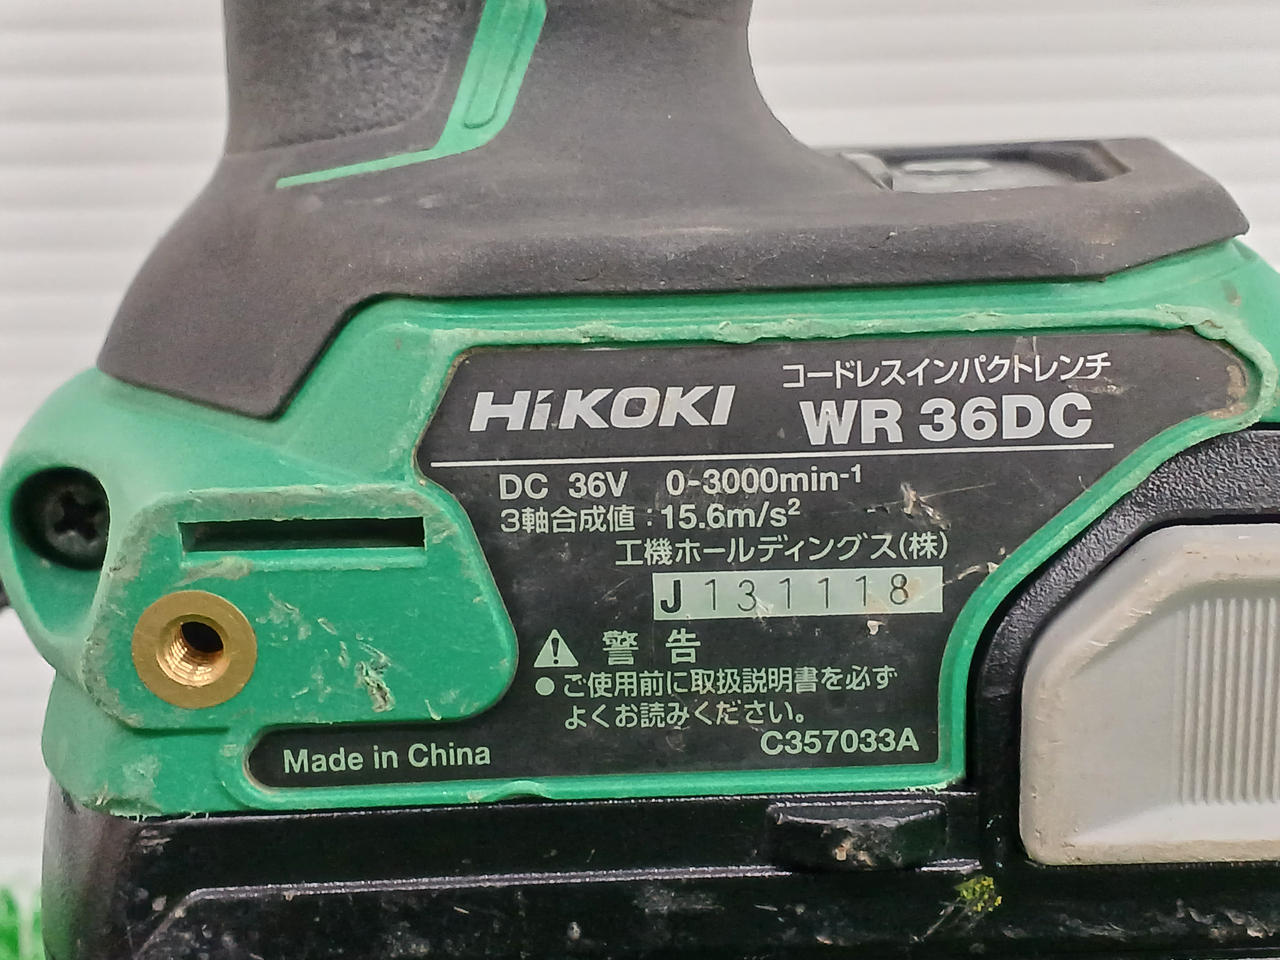 HiKOKI
コードレスインパクトレンチ
WR 36DC
DC 36V 0-3000min-1
3軸合成値:15.6m/s²
工機ホールディングス(株)
J131118
警告
●ご使用前に取扱説明書を必ず
よくお読みください。
C357033A
Made in China